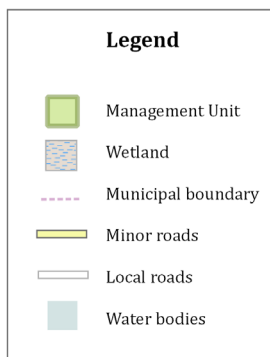 Legend
Management Unit
Wetland
Municipal boundary
Minor roads
Local roads
Water bodies